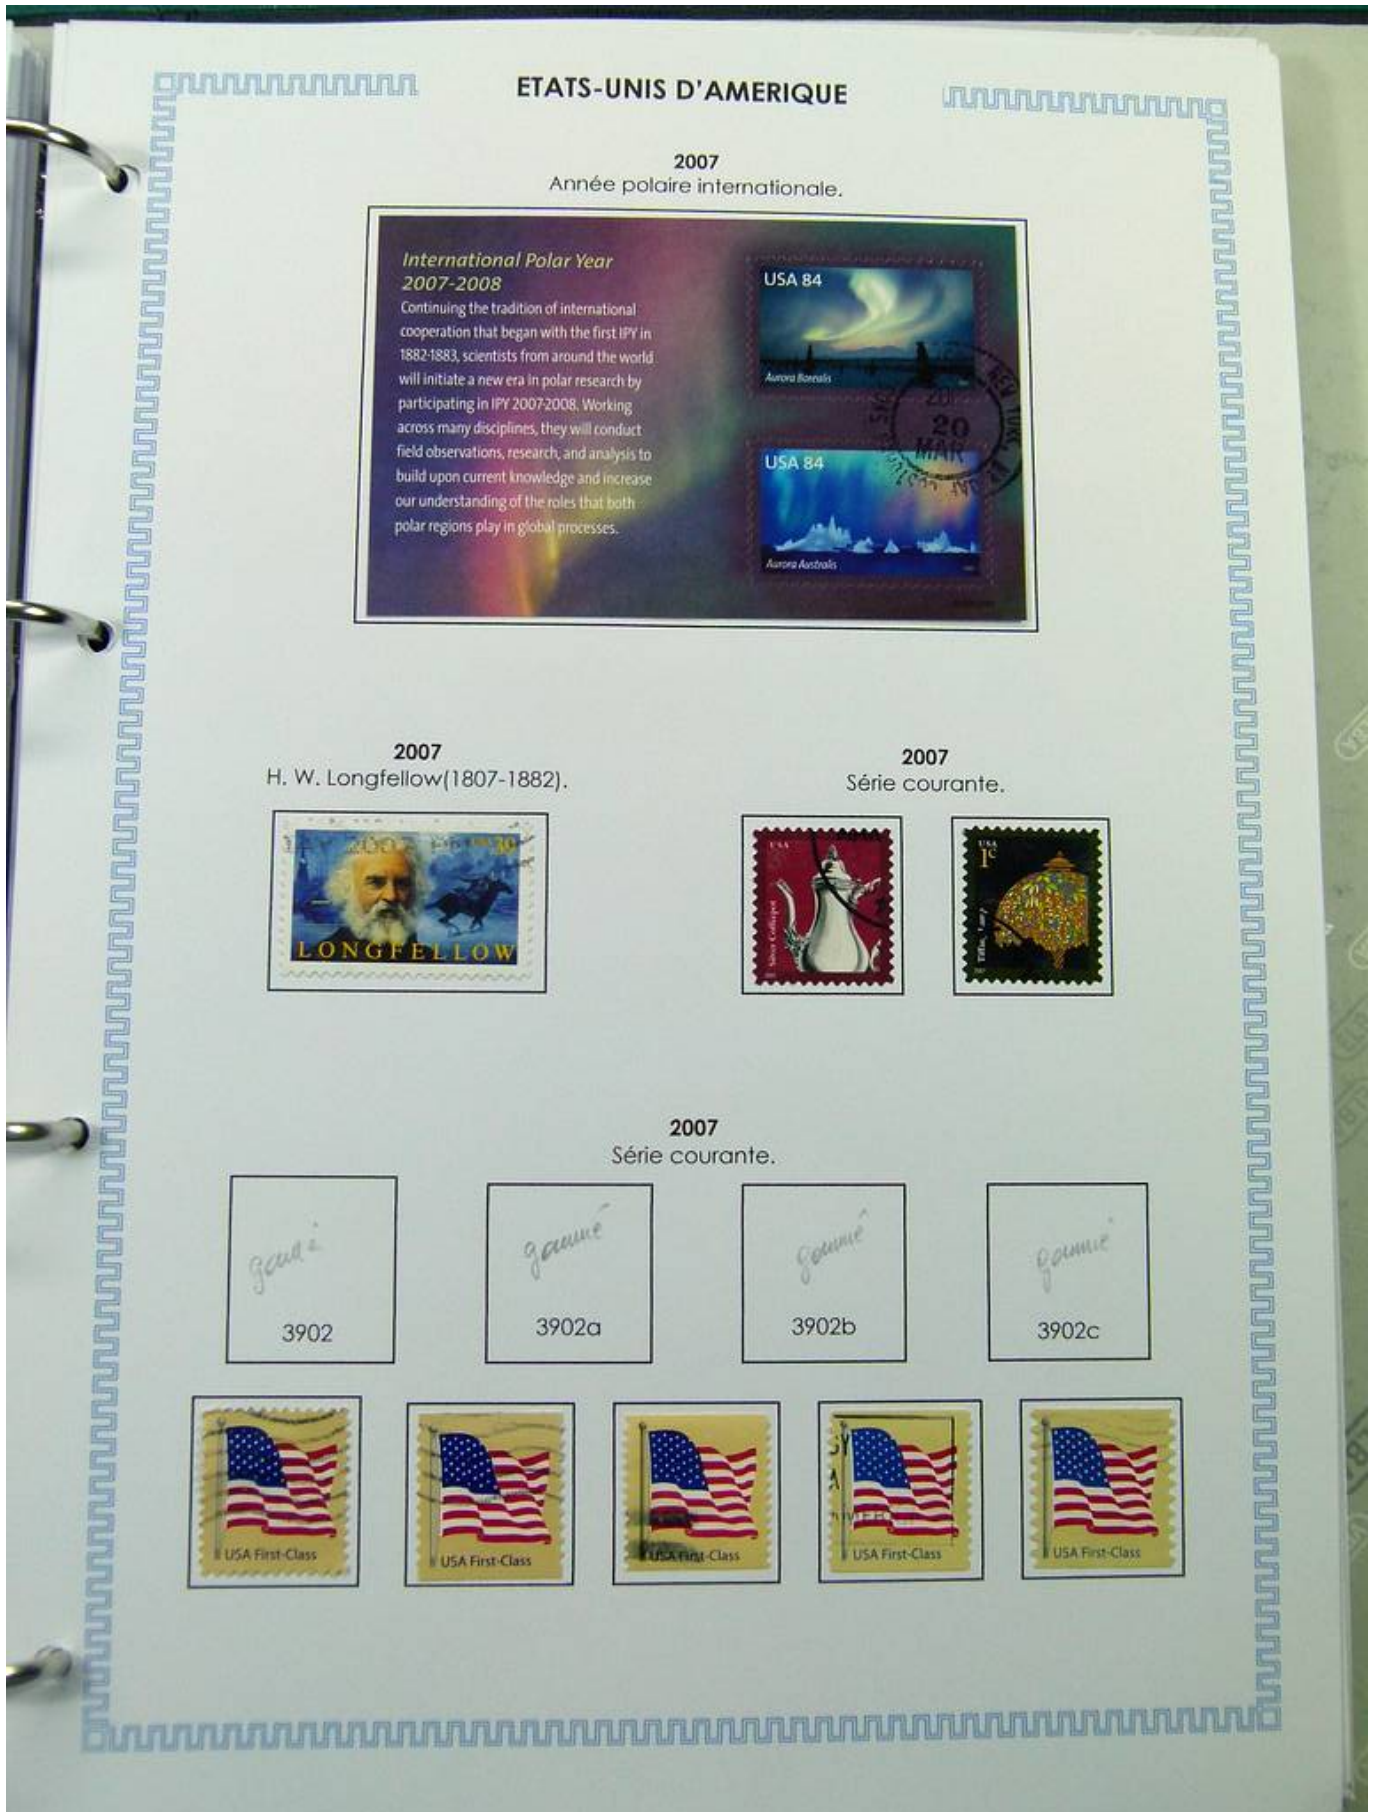 ETATS-UNIS D'AMERIQUE
2007
Année polaire internationale.
International Polar Year
2007-2008
Continuing the tradition of international
cooperation that began with the first IPY in
1882-1883, scientists from around the world
will initiate a new era in polar research by
participating in IPY 2007-2008. Working
across many disciplines, they will conduct
field observations, research, and analysis to
build upon current knowledge and increase
our understanding of the roles that both
polar regions play in global processes.
USA 84
Aurora Borealis
20
MAR
USA 84
Aurora Australis
2007
H. W. Longfellow(1807-1882).
LONGFELLOW
2007
Série courante.
USA
Silver Coffeepot
USA
1c
2007
Série courante.
3902
gommé
3902a
gommé
3902b
gommé
3902c
USA First-Class
USA First-Class
USA First-Class
USA First-Class
USA First-Class